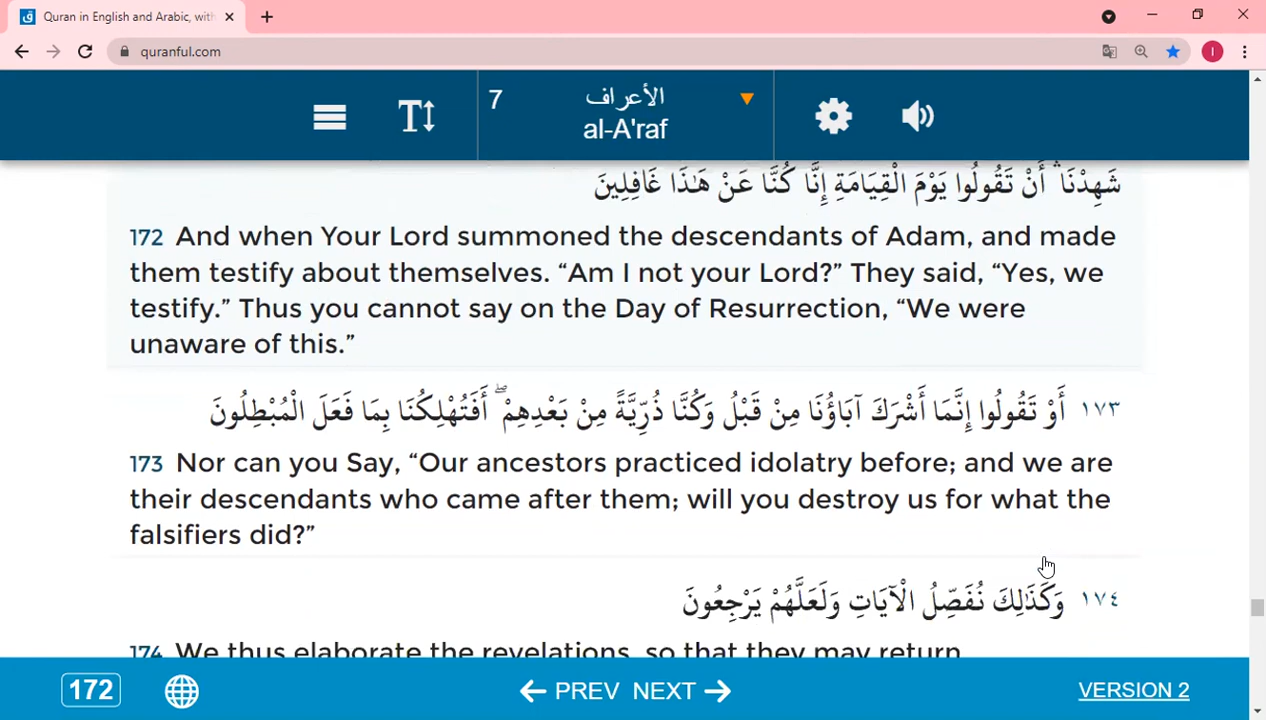 Quran in English and Arabic, with
quranful.com
7
الأعراف
al-A'raf
شَهِدْنَا ۛ أَنْ تَقُولُوا يَوْمَ الْقِيَامَةِ إِنَّا كُنَّا عَنْ هَٰذَا غَافِلِينَ
172 And when Your Lord summoned the descendants of Adam, and made
them testify about themselves. “Am I not your Lord?” They said, “Yes, we
testify.” Thus you cannot say on the Day of Resurrection, “We were
unaware of this.”
١٧٣ أَوْ تَقُولُوا إِنَّمَا أَشْرَكَ آبَاؤُنَا مِنْ قَبْلُ وَكُنَّا ذُرِّيَّةً مِنْ بَعْدِهِمْ ۖ أَفَتُهْلِكُنَا بِمَا فَعَلَ الْمُبْطِلُونَ
173 Nor can you Say, “Our ancestors practiced idolatry before; and we are
their descendants who came after them; will you destroy us for what the
falsifiers did?”
١٧٤ وَكَذَٰلِكَ نُفَصِّلُ الْآيَاتِ وَلَعَلَّهُمْ يَرْجِعُونَ
174 We thus elaborate the revelations, so that they may return.
172
PREV NEXT
VERSION 2